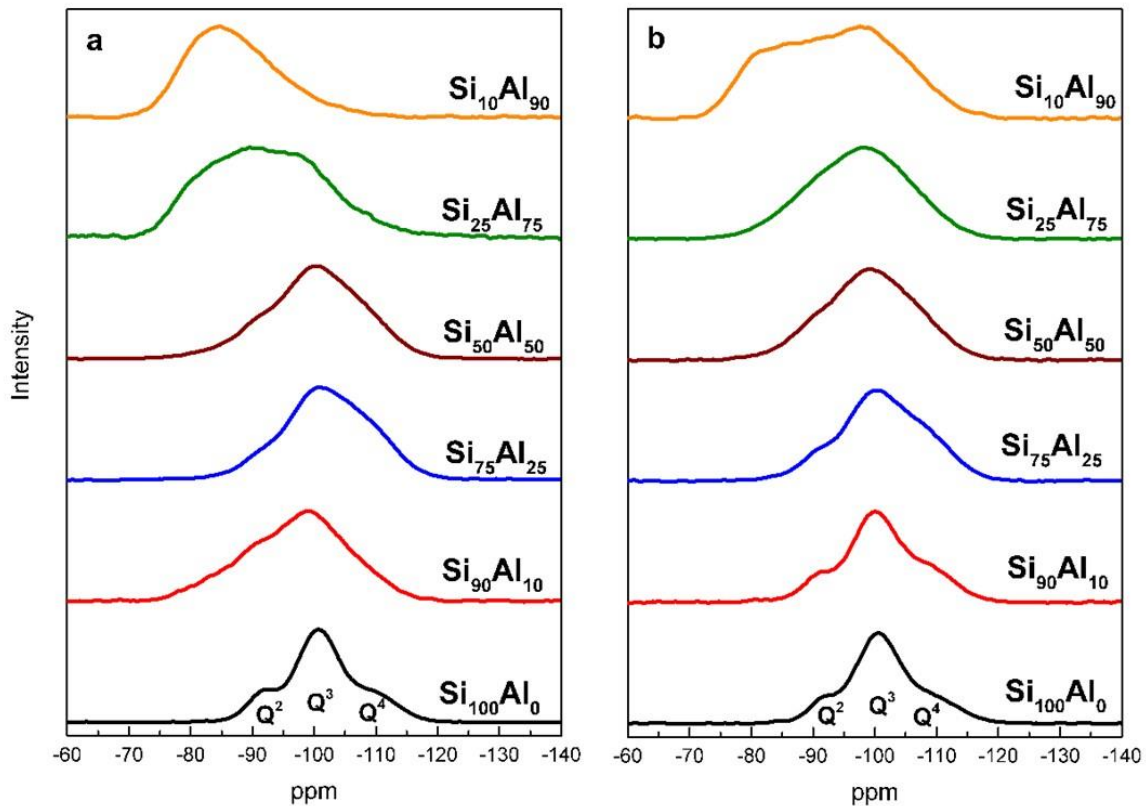 a
Si₁₀Al₉₀
Si₂₅Al₇₅
Si₅₀Al₅₀
Si₇₅Al₂₅
Si₉₀Al₁₀
Si₁₀₀Al₀
Q² Q³ Q⁴
-60 -70 -80 -90 -100 -110 -120 -130 -140
ppm
Intensity
b
Si₁₀Al₉₀
Si₂₅Al₇₅
Si₅₀Al₅₀
Si₇₅Al₂₅
Si₉₀Al₁₀
Si₁₀₀Al₀
Q² Q³ Q⁴
-60 -70 -80 -90 -100 -110 -120 -130 -140
ppm